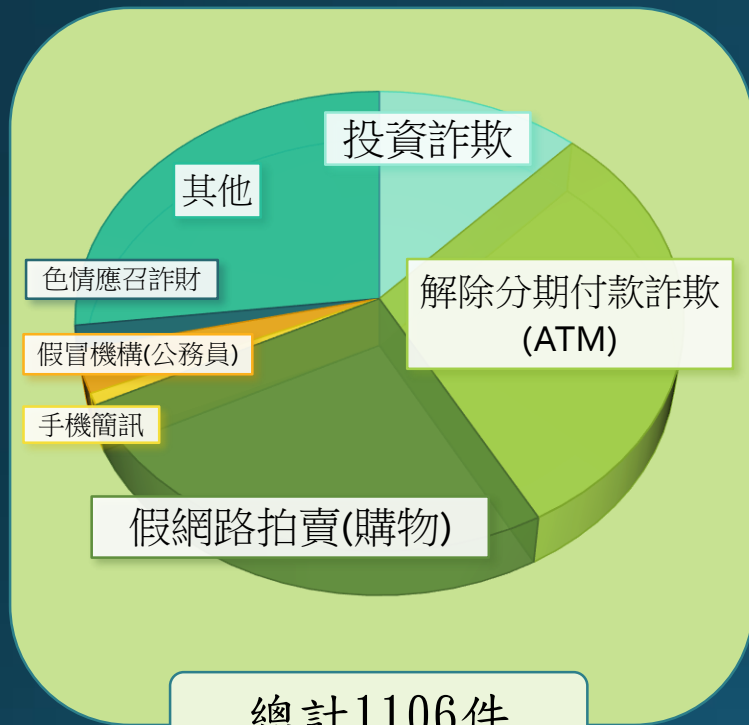 投資詐欺
其他
解除分期付款詐欺
(ATM)
色情應召詐財
假冒機構(公務員)
手機簡訊
假網路拍賣(購物)
總計1106件